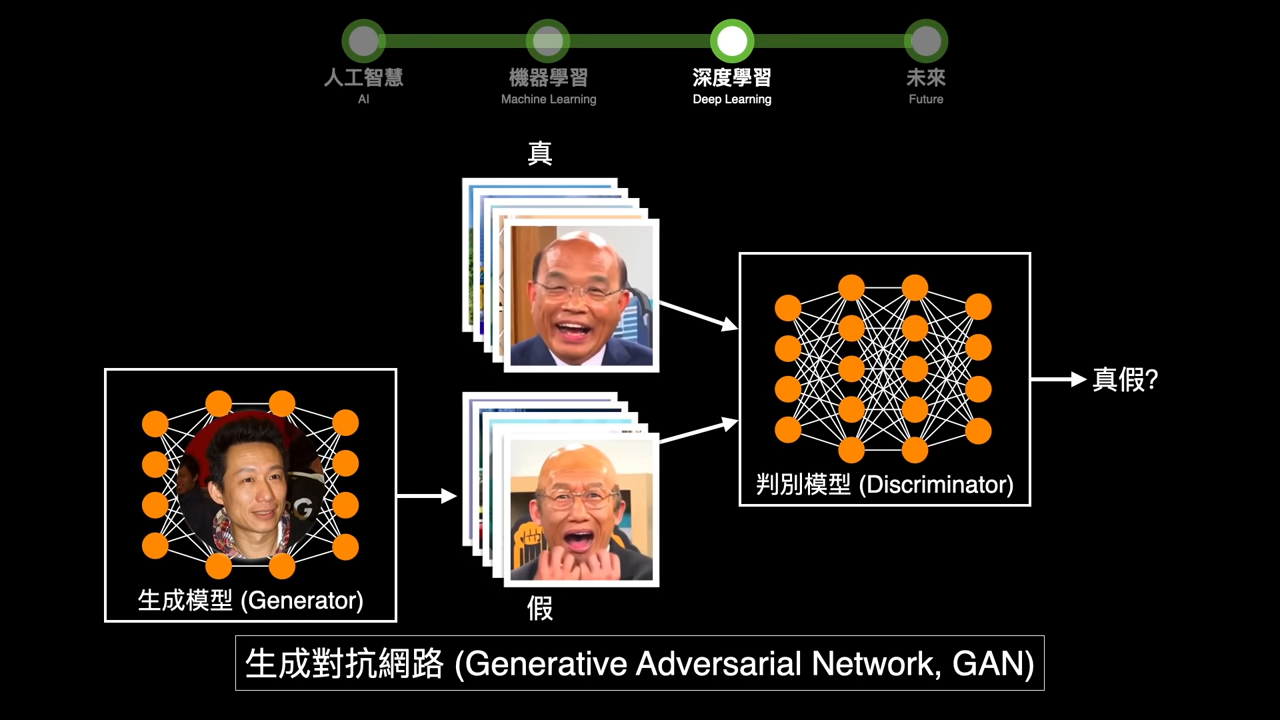 人工智慧
AI
機器學習
Machine Learning
深度學習
Deep Learning
未來
Future
真
真假?
判別模型 (Discriminator)
生成模型 (Generator)
假
生成對抗網路 (Generative Adversarial Network, GAN)